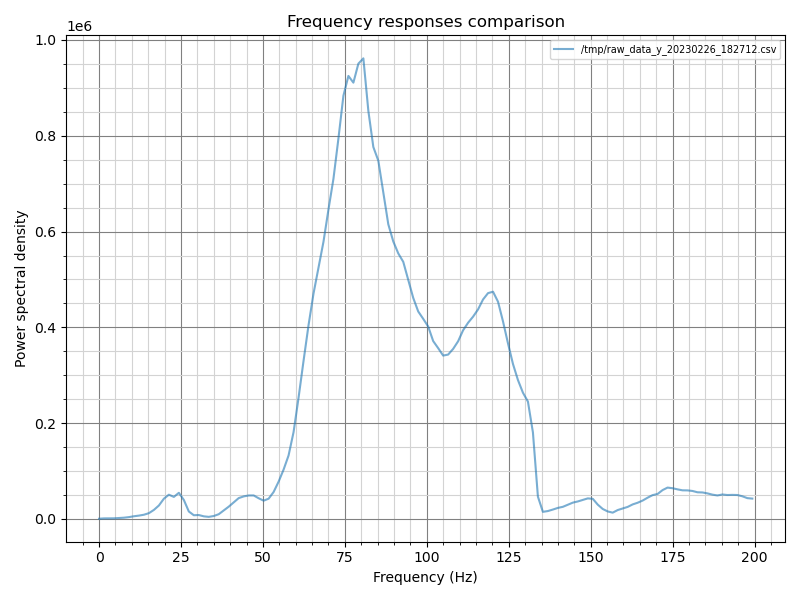 Frequency responses comparison
1e6
/tmp/raw_data_y_20230226_182712.csv
1.0
0.8
0.6
0.4
0.2
0.0
Power spectral density
0 25 50 75 100 125 150 175 200
Frequency (Hz)